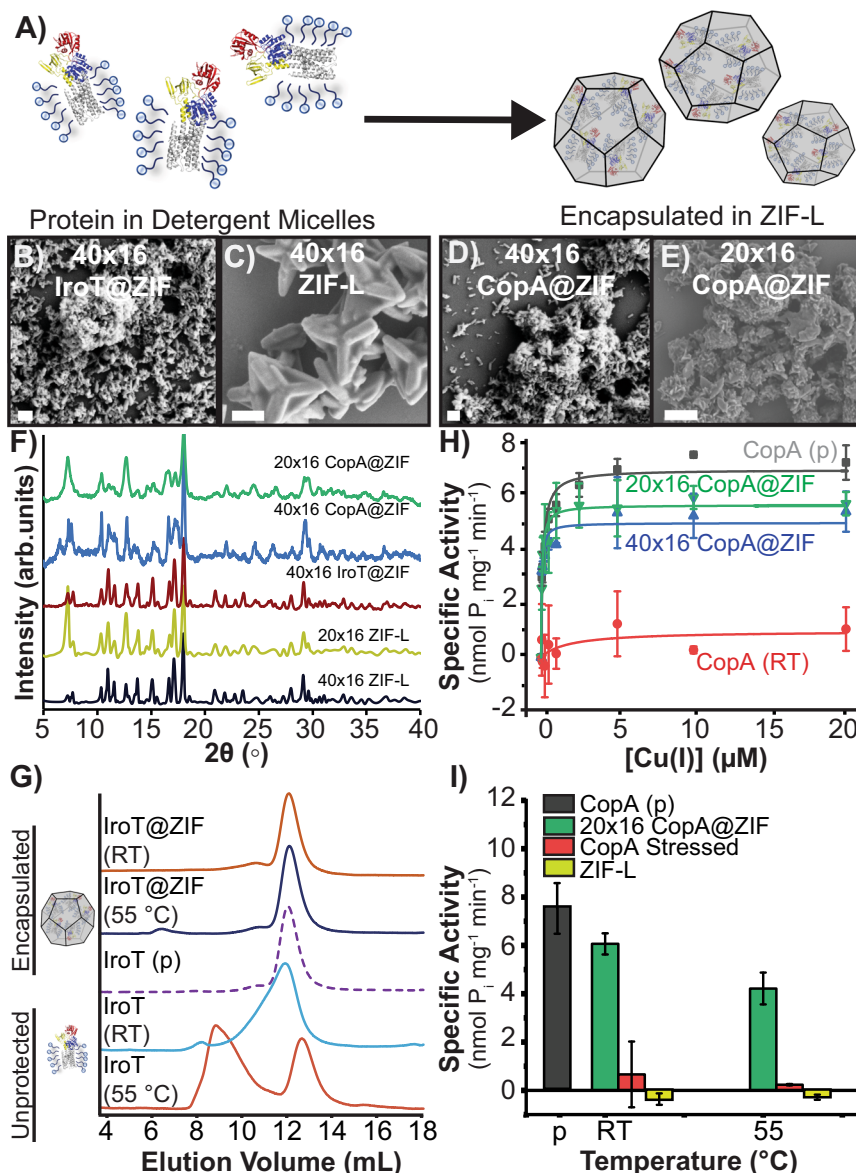 A)
Protein in Detergent Micelles
Encapsulated in ZIF-L
B)
40x16
IroT@ZIF
C)
40x16
ZIF-L
D)
40x16
CopA@ZIF
E)
20x16
CopA@ZIF
F)
Intensity (arb.units)
20x16 CopA@ZIF
40x16 CopA@ZIF
40x16 IroT@ZIF
20x16 ZIF-L
40x16 ZIF-L
5 10 15 20 25 30 35 40
2θ (○)
H)
Specific Activity
(nmol Pᵢ mg⁻¹ min⁻¹)
8
6
4
2
0
-2
CopA (p)
20x16 CopA@ZIF
40x16 CopA@ZIF
CopA (RT)
0 5 10 15 20
[Cu(I)] (µM)
G)
Encapsulated
Unprotected
IroT@ZIF
(RT)
IroT@ZIF
(55 °C)
IroT (p)
IroT
(RT)
IroT
(55 °C)
4 6 8 10 12 14 16 18
Elution Volume (mL)
I)
Specific Activity
(nmol Pᵢ mg⁻¹ min⁻¹)
12
10
8
6
4
2
0
CopA (p)
20x16 CopA@ZIF
CopA Stressed
ZIF-L
p RT 55
Temperature (°C)